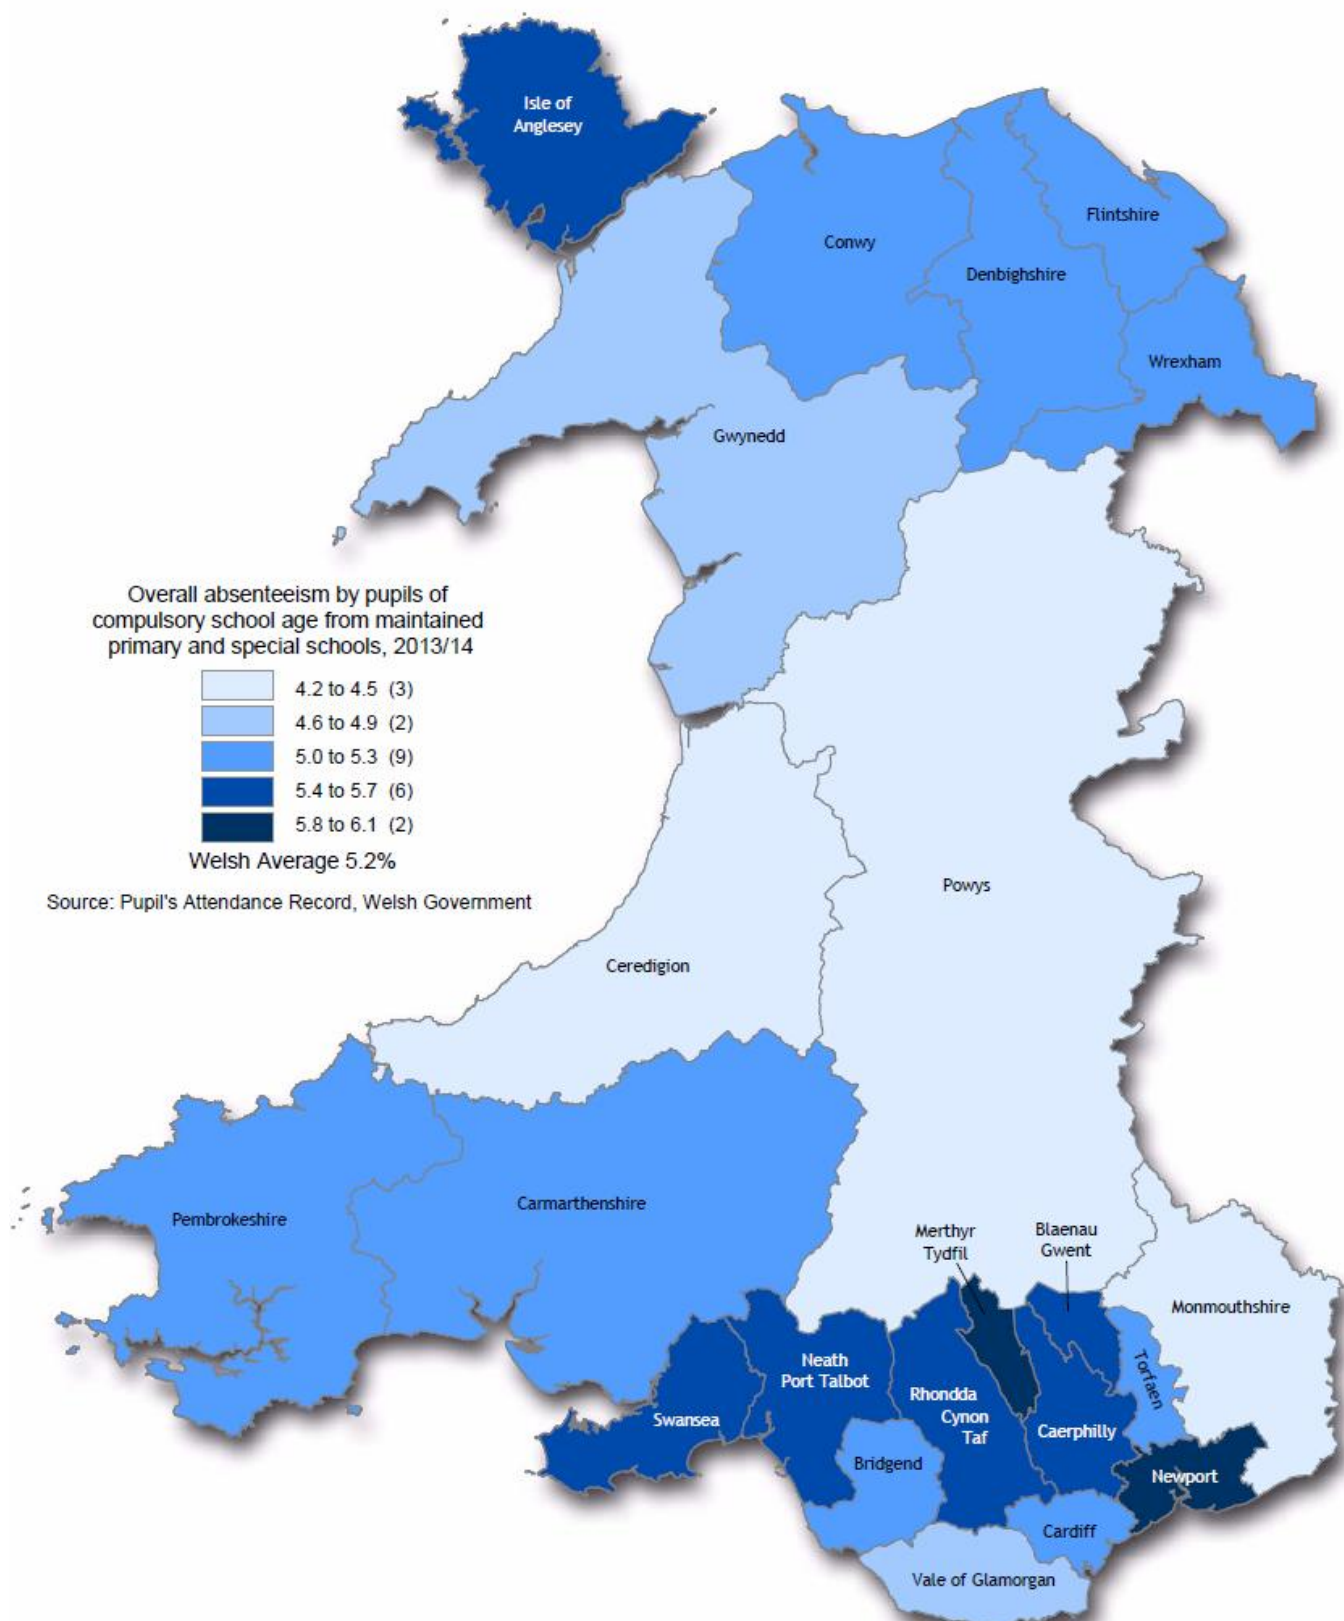 Isle of
Anglesey
Flintshire
Conwy
Denbighshire
Wrexham
Gwynedd
Overall absenteeism by pupils of
compulsory school age from maintained
primary and special schools, 2013/14
4.2 to 4.5 (3)
4.6 to 4.9 (2)
5.0 to 5.3 (9)
5.4 to 5.7 (6)
5.8 to 6.1 (2)
Welsh Average 5.2%
Source: Pupil's Attendance Record, Welsh Government
Powys
Ceredigion
Carmarthenshire
Pembrokeshire
Merthyr
Tydfil
Blaenau
Gwent
Monmouthshire
Neath
Port Talbot
Torfaen
Rhondda
Cynon
Taf
Swansea
Caerphilly
Bridgend
Newport
Cardiff
Vale of Glamorgan